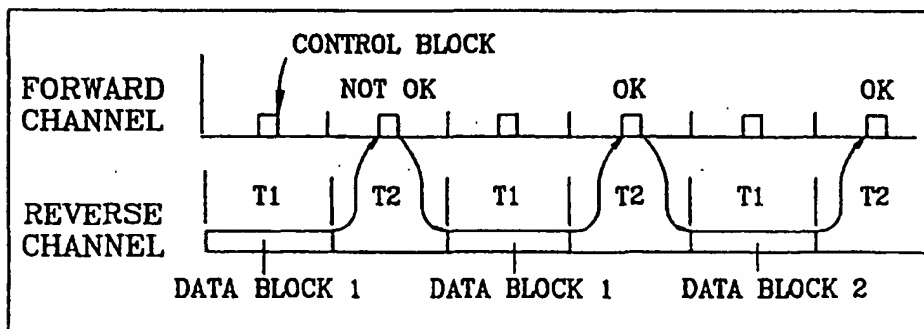 CONTROL BLOCK
FORWARD CHANNEL
NOT OK
OK
OK
REVERSE CHANNEL
T1
T2
T1
T2
T1
T2
DATA BLOCK 1
DATA BLOCK 1
DATA BLOCK 2